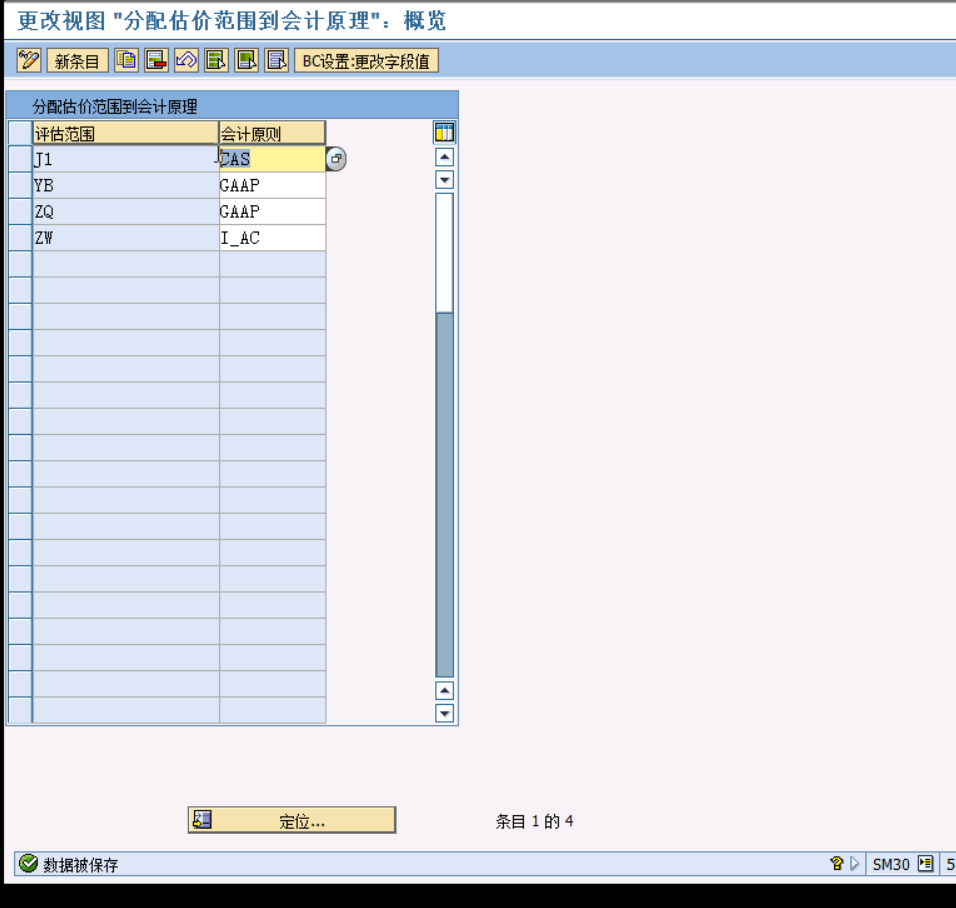 更改视图 "分配估价范围到会计原理": 概览
新条目 BC设置:更改字段值
分配估价范围到会计原理
评估范围 会计原则
J1 CAS
YB GAAP
ZQ GAAP
ZW I_AC
定位... 条目 1 的 4
数据被保存 SM30 5